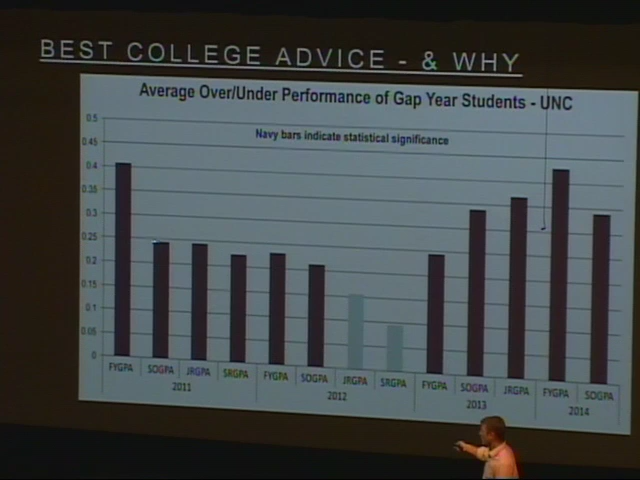 BEST COLLEGE ADVICE - & WHY
Average Over/Under Performance of Gap Year Students - UNC
Navy bars indicate statistical significance
0.5
0.45
0.4
0.35
0.3
0.25
0.2
0.15
0.1
0.05
0
FYGPA SOGPA JRGPA SRGPA FYGPA SOGPA JRGPA SRGPA FYGPA SOGPA JRGPA FYGPA SOGPA
2011 2012 2013 2014